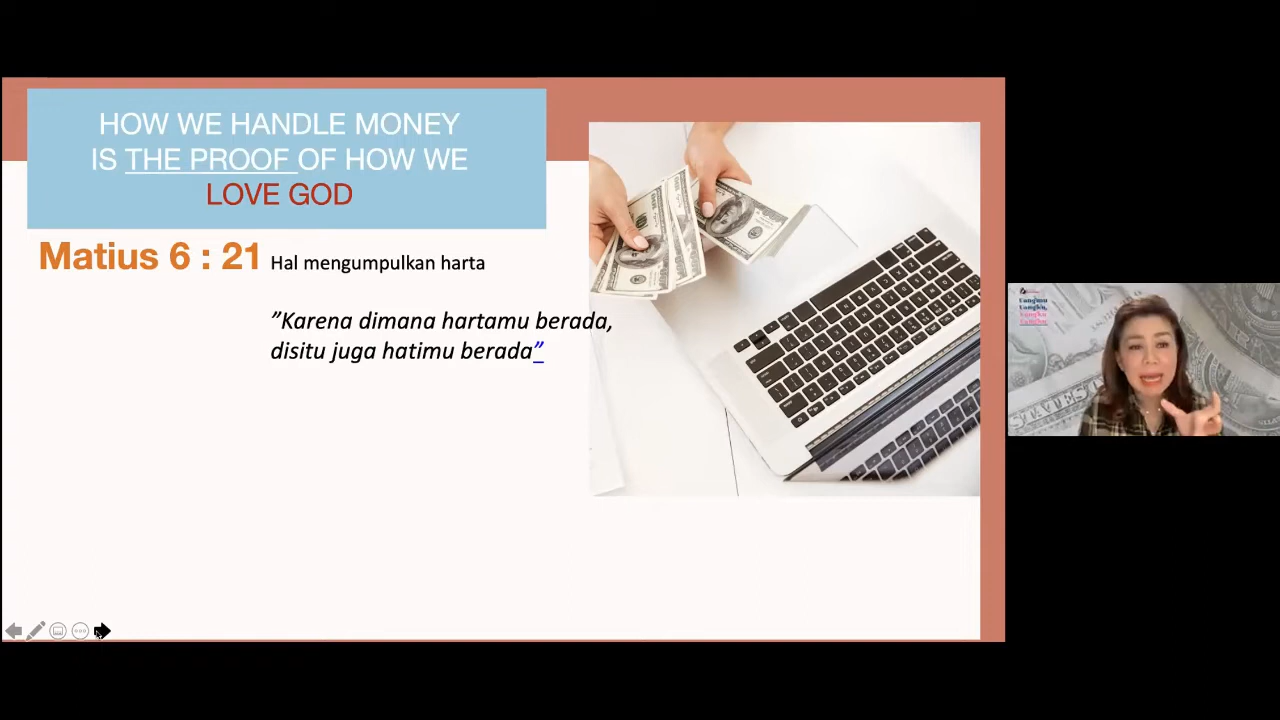 HOW WE HANDLE MONEY
IS THE PROOF OF HOW WE
LOVE GOD
Matius 6 : 21 Hal mengumpulkan harta
”Karena dimana hartamu berada,
disitu juga hatimu berada”